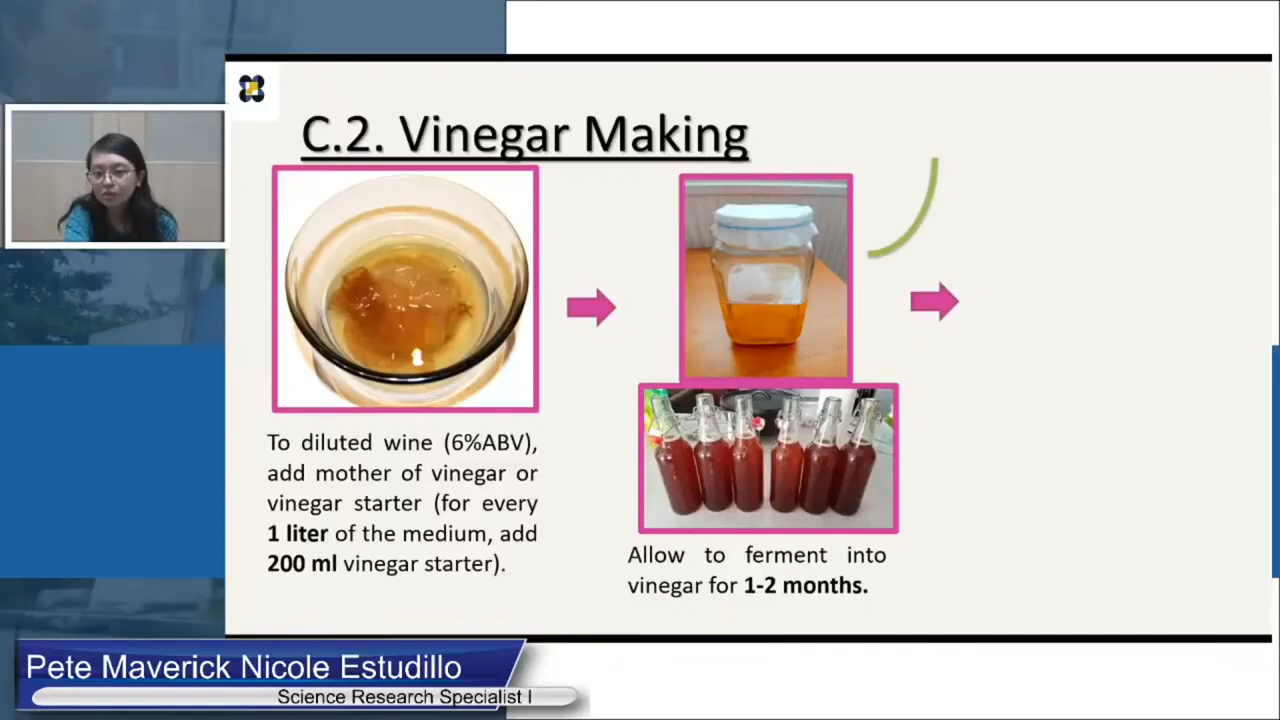 C.2. Vinegar Making
To diluted wine (6%ABV),
add mother of vinegar or
vinegar starter (for every
1 liter of the medium, add
200 ml vinegar starter).
Allow to ferment into
vinegar for 1-2 months.
Pete Maverick Nicole Estudillo
Science Research Specialist I